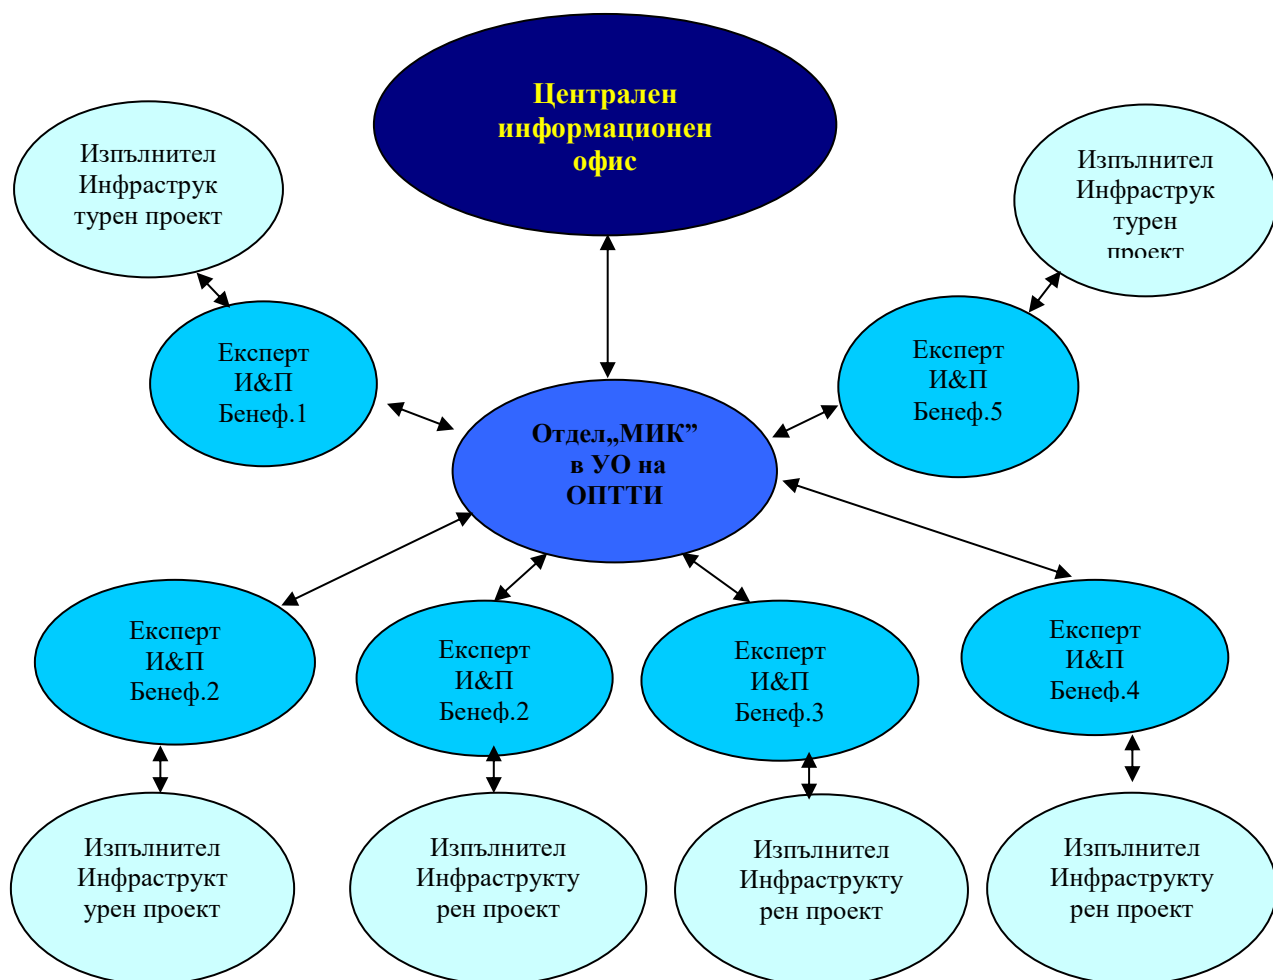 Централен
информационен
офис
Изпълнител
Инфраструк
турен проект
Изпълнител
Инфраструк
турен
проект
Експерт
И&П
Бенеф.1
Експерт
И&П
Бенеф.5
Отдел„МИК”
в УО на
ОПТТИ
Експерт
И&П
Бенеф.2
Експерт
И&П
Бенеф.2
Експерт
И&П
Бенеф.3
Експерт
И&П
Бенеф.4
Изпълнител
Инфраструкт
урен проект
Изпълнител
Инфраструкту
рен проект
Изпълнител
Инфраструкту
рен проект
Изпълнител
Инфраструкту
рен проект